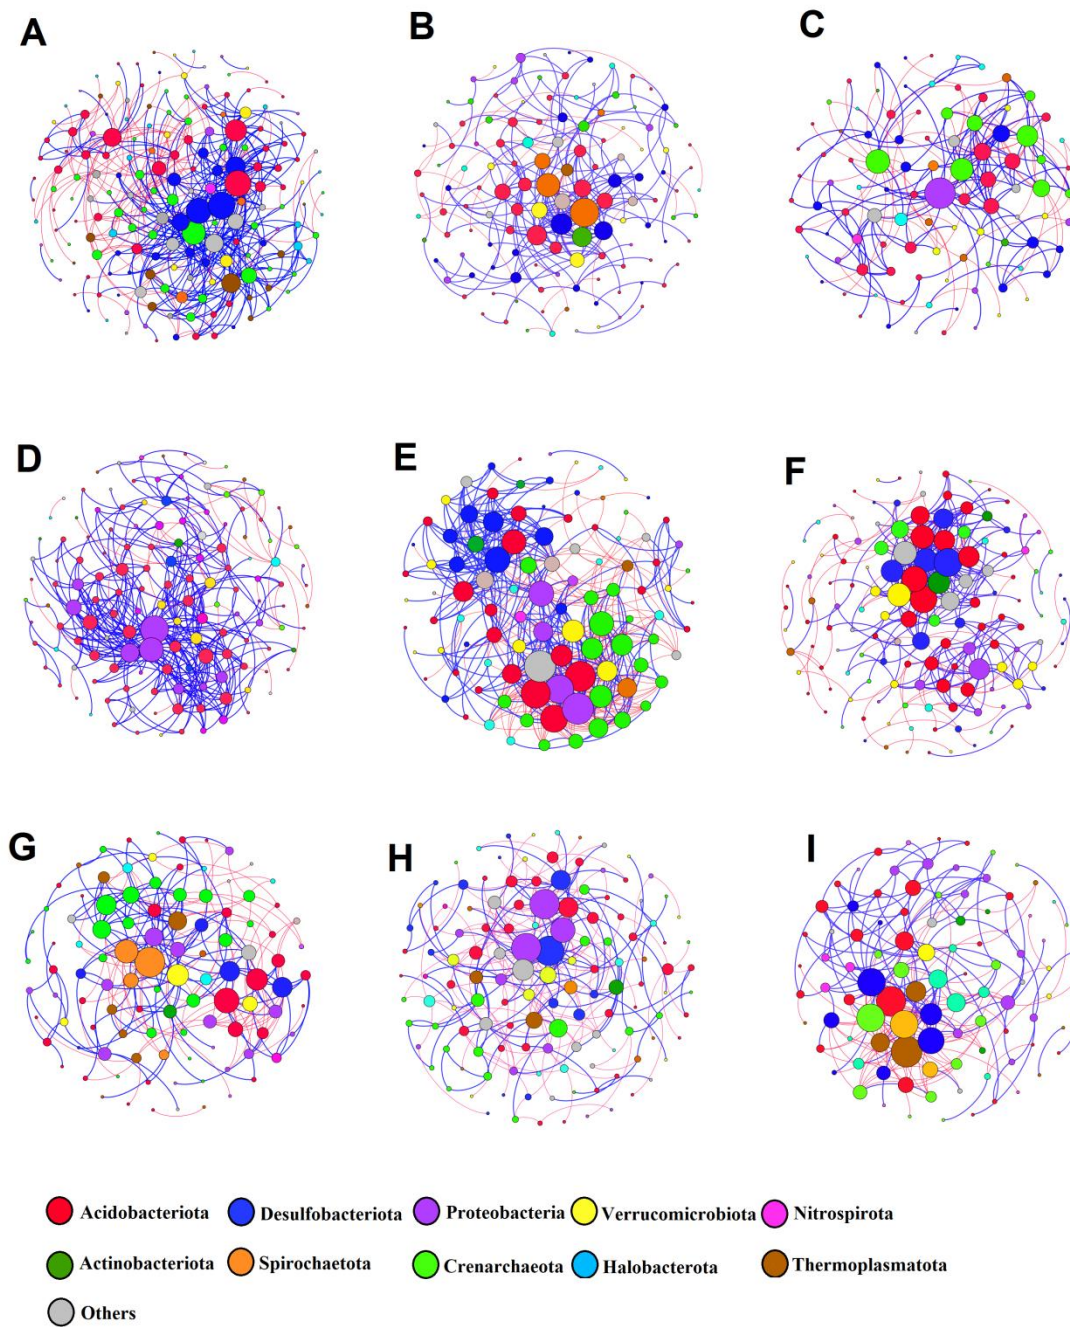 A B C
D E F
G H I
Acidobacteriota Desulfobacteriota Proteobacteria Verrucomicrobiota Nitrospirota
Actinobacteriota Spirochaetota Crenarchaeota Halobacterota Thermoplasmatota
Others